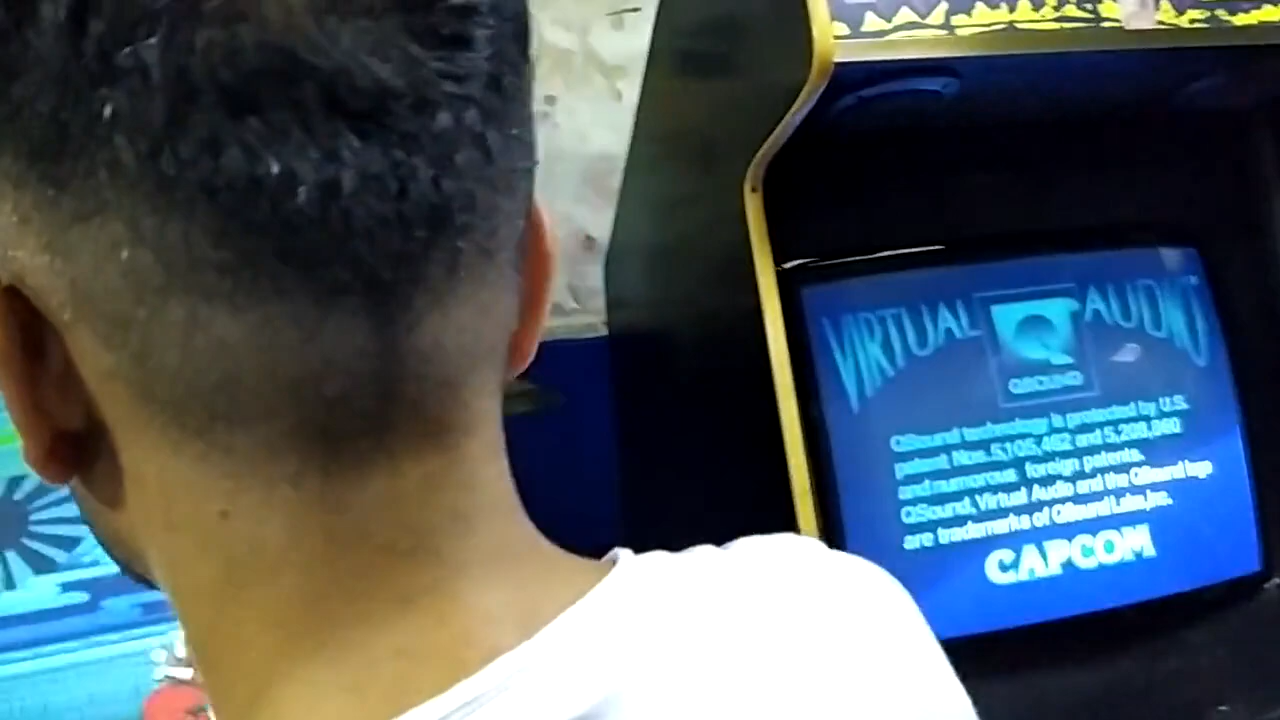 VIRTUAL AUDIO
Q
QSOUND
QSound technology is protected by U.S.
patent Nos. 5,105,462 and 5,208,860
and numorous foreign patents.
QSound, Virtual Audio and the QSound logo
are trademarks of QSound Labs, Inc.
CAPCOM